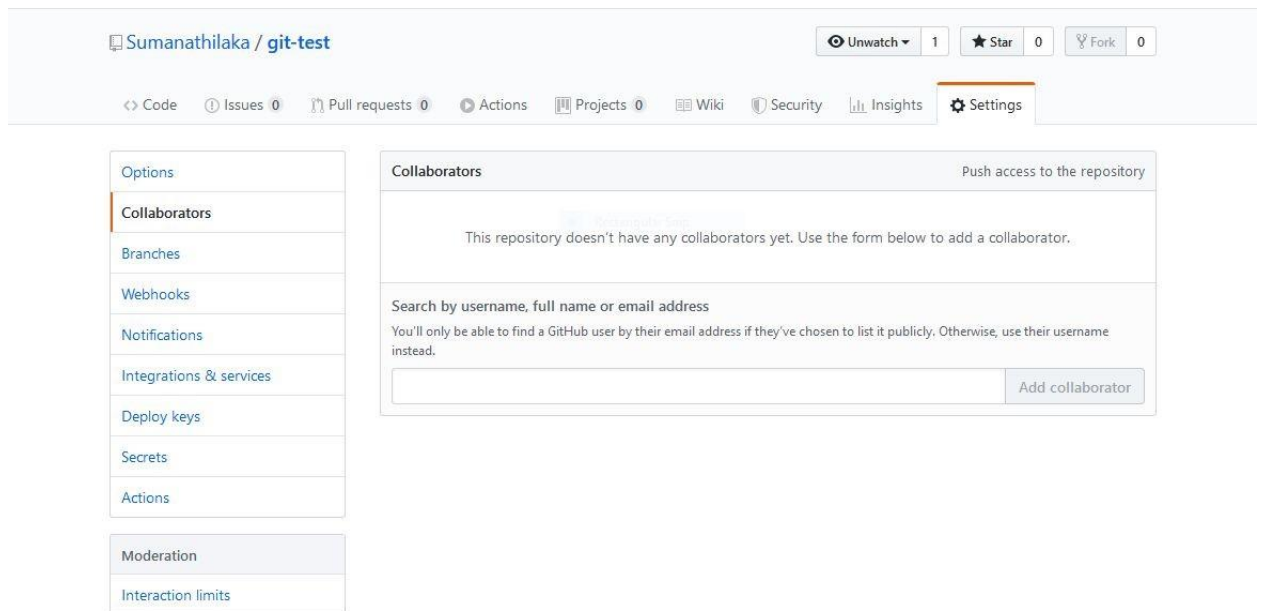 Sumanathilaka / git-test
Unwatch 1 Star 0 Fork 0
Code Issues 0 Pull requests 0 Actions Projects 0 Wiki Security Insights Settings
Options
Collaborators
Branches
Webhooks
Notifications
Integrations & services
Deploy keys
Secrets
Actions
Moderation
Interaction limits
Collaborators Push access to the repository
This repository doesn't have any collaborators yet. Use the form below to add a collaborator.
Search by username, full name or email address
You'll only be able to find a GitHub user by their email address if they've chosen to list it publicly. Otherwise, use their username
instead.
Add collaborator